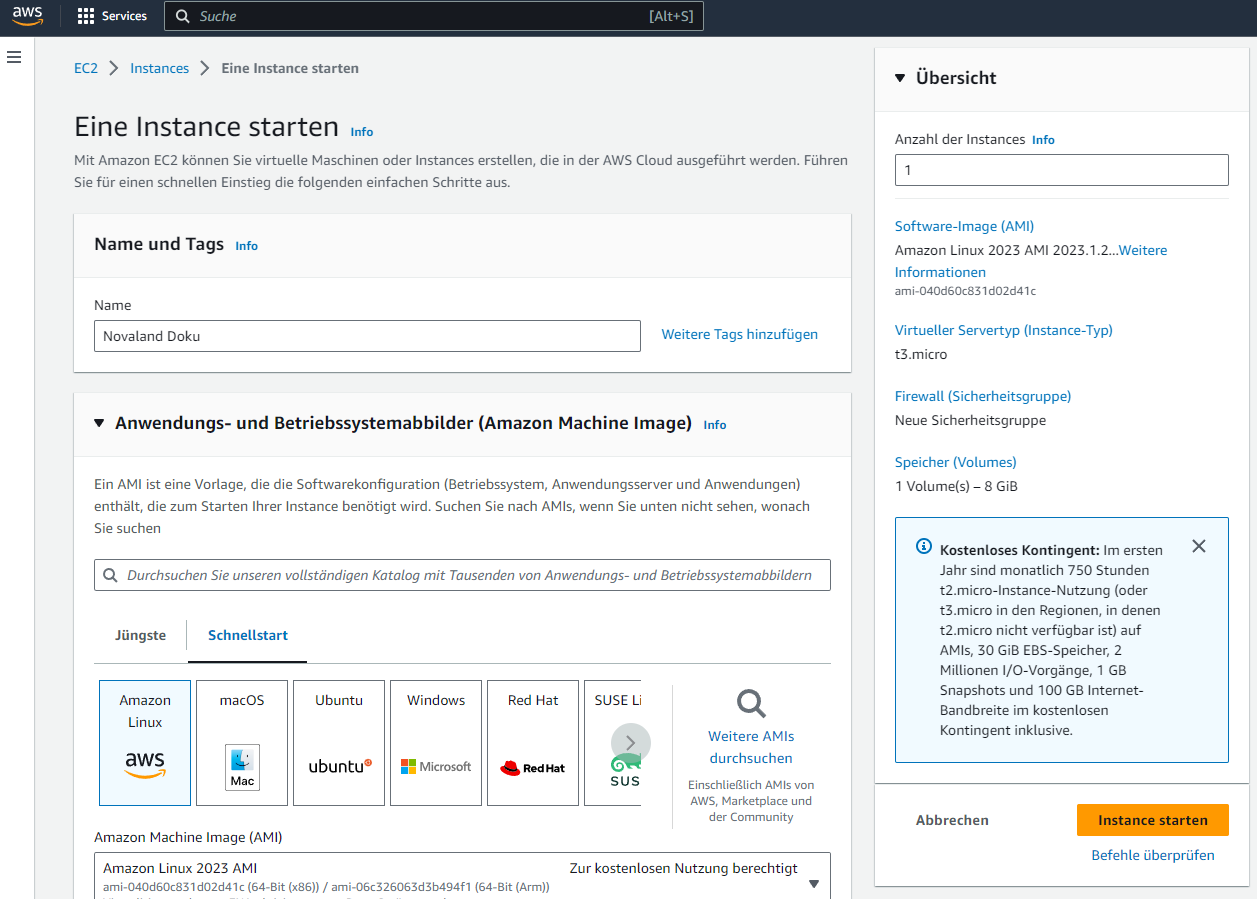 aws
Services
Suche
[Alt+S]
EC2
Instances
Eine Instance starten
Eine Instance starten Info
Mit Amazon EC2 können Sie virtuelle Maschinen oder Instances erstellen, die in der AWS Cloud ausgeführt werden. Führen
Sie für einen schnellen Einstieg die folgenden einfachen Schritte aus.
Name und Tags Info
Name
Novaland Doku
Weitere Tags hinzufügen
Anwendungs- und Betriebssystemabbilder (Amazon Machine Image) Info
Ein AMI ist eine Vorlage, die die Softwarekonfiguration (Betriebssystem, Anwendungsserver und Anwendungen)
enthält, die zum Starten Ihrer Instance benötigt wird. Suchen Sie nach AMIs, wenn Sie unten nicht sehen, wonach
Sie suchen
Durchsuchen Sie unseren vollständigen Katalog mit Tausenden von Anwendungs- und Betriebssystemabbildern
Jüngste
Schnellstart
Amazon
Linux
aws
macOS
Mac
Ubuntu
ubuntu
Windows
Microsoft
Red Hat
Red Hat
SUSE Li
SUS
Weitere AMIs
durchsuchen
Einschließlich AMIs von
AWS, Marketplace und
der Community
Amazon Machine Image (AMI)
Amazon Linux 2023 AMI
Zur kostenlosen Nutzung berechtigt
ami-040d60c831d02d41c (64-Bit (x86)) / ami-06c326063d3b494f1 (64-Bit (Arm))
Übersicht
Anzahl der Instances Info
1
Software-Image (AMI)
Amazon Linux 2023 AMI 2023.1.2...Weitere
Informationen
ami-040d60c831d02d41c
Virtueller Servertyp (Instance-Typ)
t3.micro
Firewall (Sicherheitsgruppe)
Neue Sicherheitsgruppe
Speicher (Volumes)
1 Volume(s) – 8 GiB
Kostenloses Kontingent: Im ersten
Jahr sind monatlich 750 Stunden
t2.micro-Instance-Nutzung (oder
t3.micro in den Regionen, in denen
t2.micro nicht verfügbar ist) auf
AMIs, 30 GiB EBS-Speicher, 2
Millionen I/O-Vorgänge, 1 GB
Snapshots und 100 GB Internet-
Bandbreite im kostenlosen
Kontingent inklusive.
Abbrechen
Instance starten
Befehle überprüfen